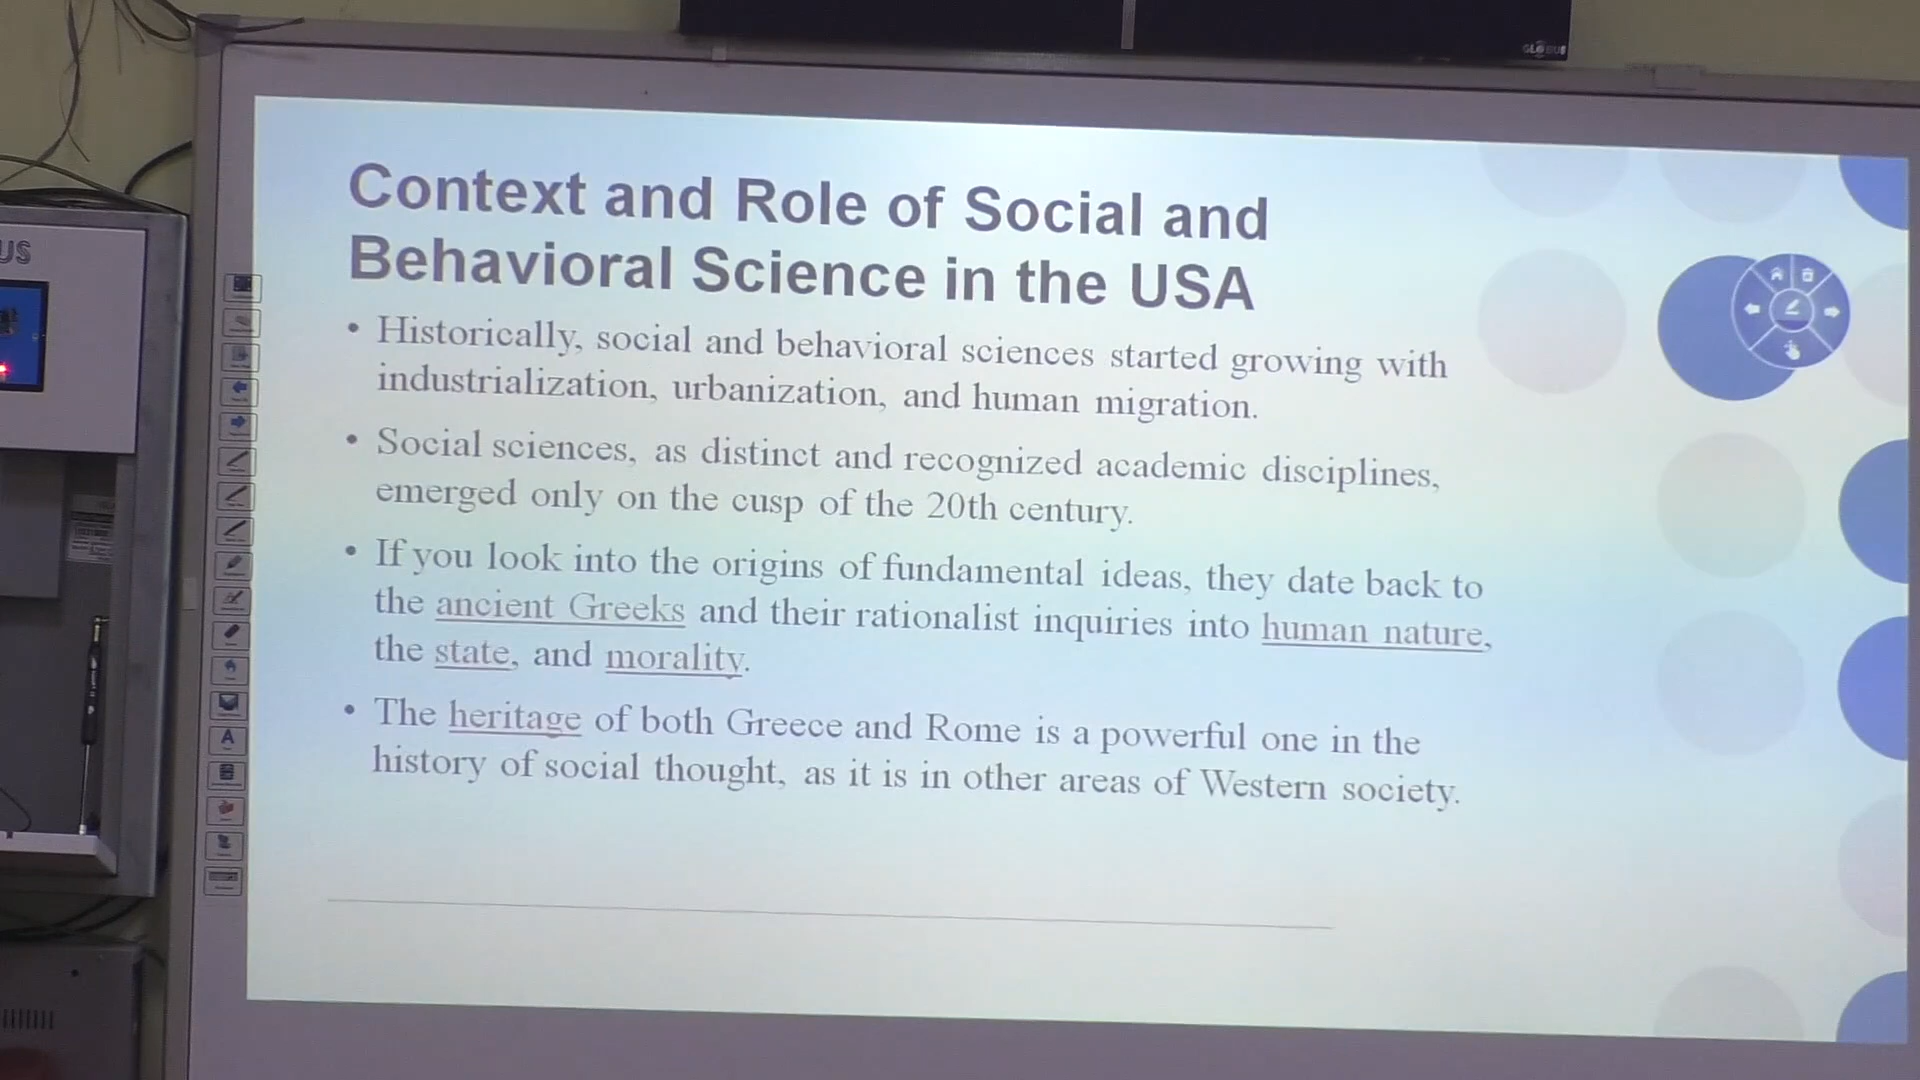 GLOBUS
US
Context and Role of Social and
Behavioral Science in the USA
• Historically, social and behavioral sciences started growing with
industrialization, urbanization, and human migration.
• Social sciences, as distinct and recognized academic disciplines,
emerged only on the cusp of the 20th century.
• If you look into the origins of fundamental ideas, they date back to
the ancient Greeks and their rationalist inquiries into human nature,
the state, and morality.
• The heritage of both Greece and Rome is a powerful one in the
history of social thought, as it is in other areas of Western society.
A